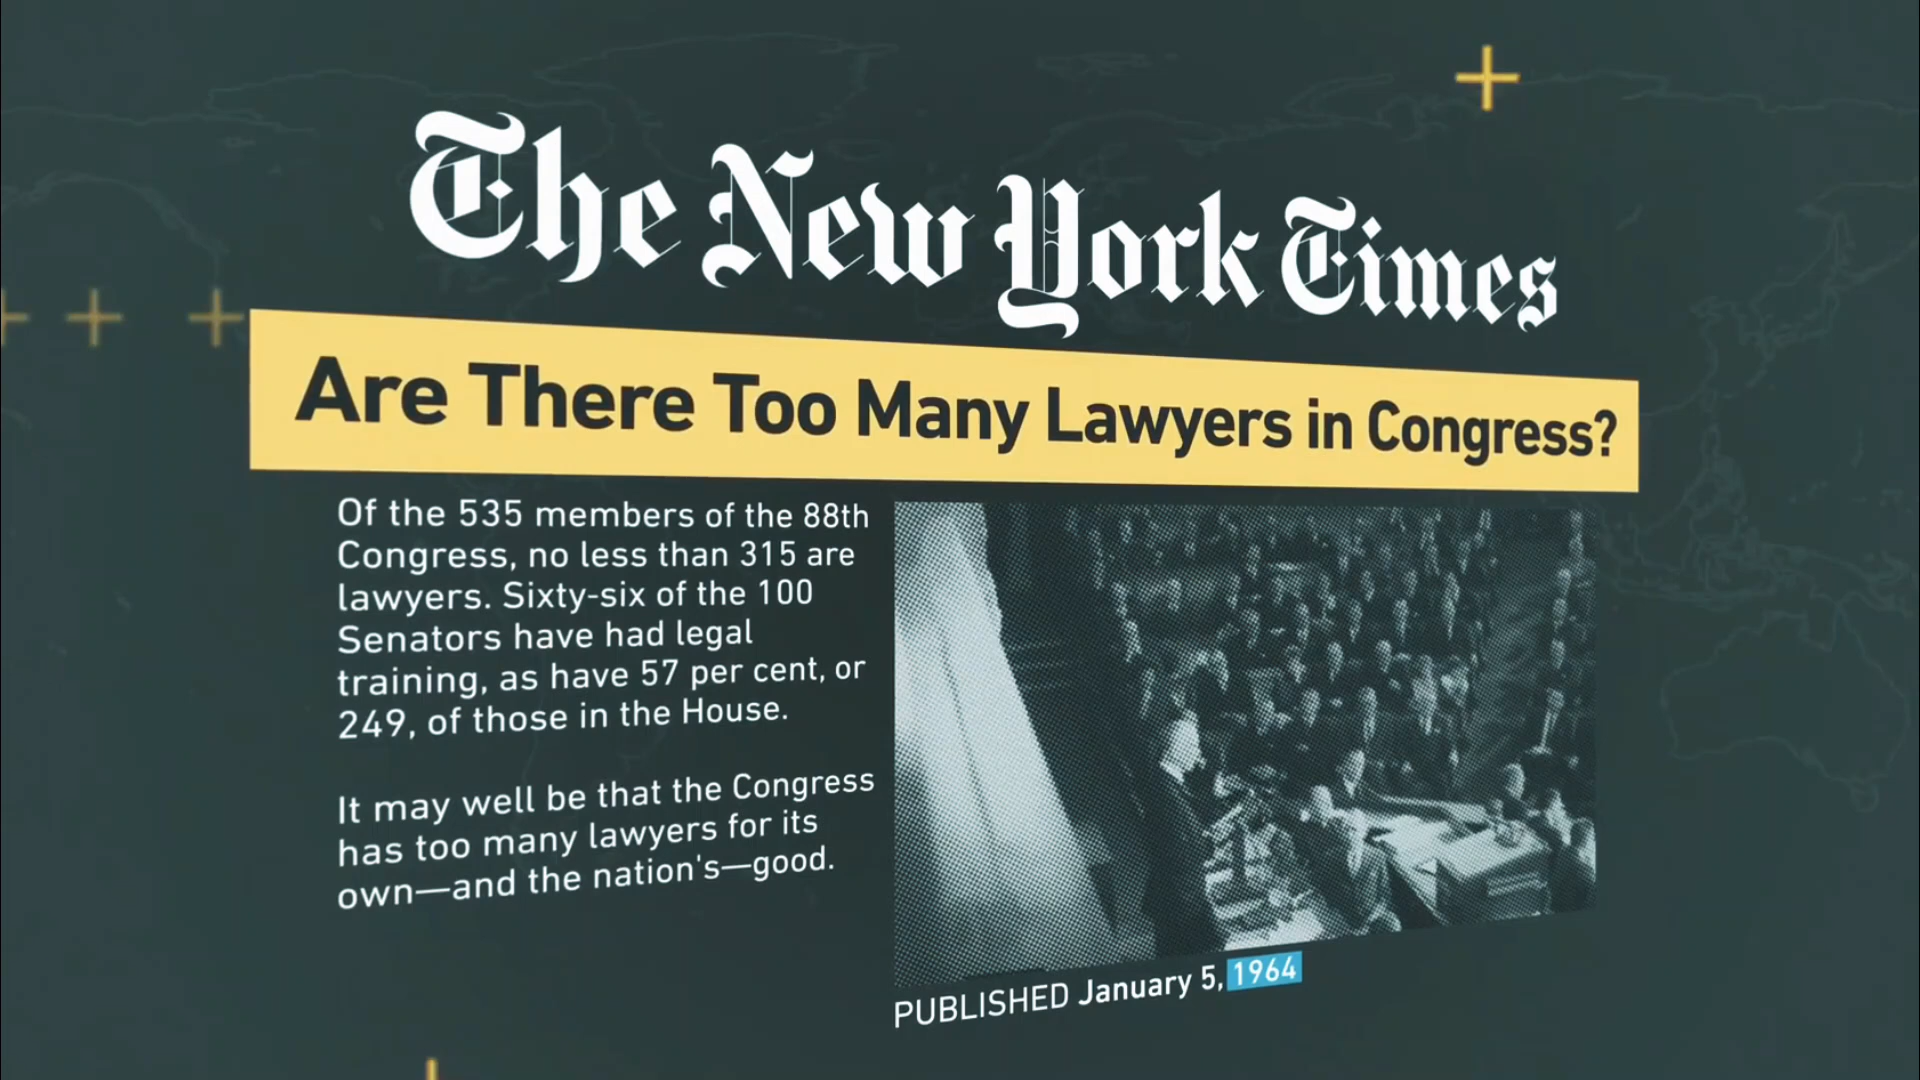 The New York Times
Are There Too Many Lawyers in Congress?
Of the 535 members of the 88th
Congress, no less than 315 are
lawyers. Sixty-six of the 100
Senators have had legal
training, as have 57 per cent, or
249, of those in the House.
It may well be that the Congress
has too many lawyers for its
own—and the nation's—good.
PUBLISHED January 5, 1964